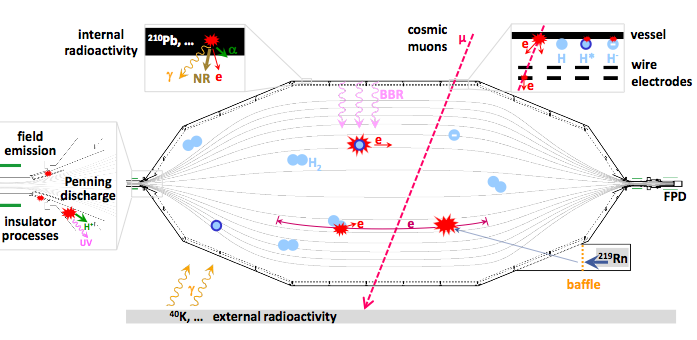 internal
radioactivity
²¹⁰Pb, ...
α
γ
NR
e
cosmic
muons
μ
e
H
H*
H⁻
e
vessel
wire
electrodes
BBR
e
H₂
field
emission
Penning
discharge
insulator
processes
H⁺ᐟ⁻
UV
e
e
FPD
²¹⁹Rn
baffle
γ
⁴⁰K, ... external radioactivity